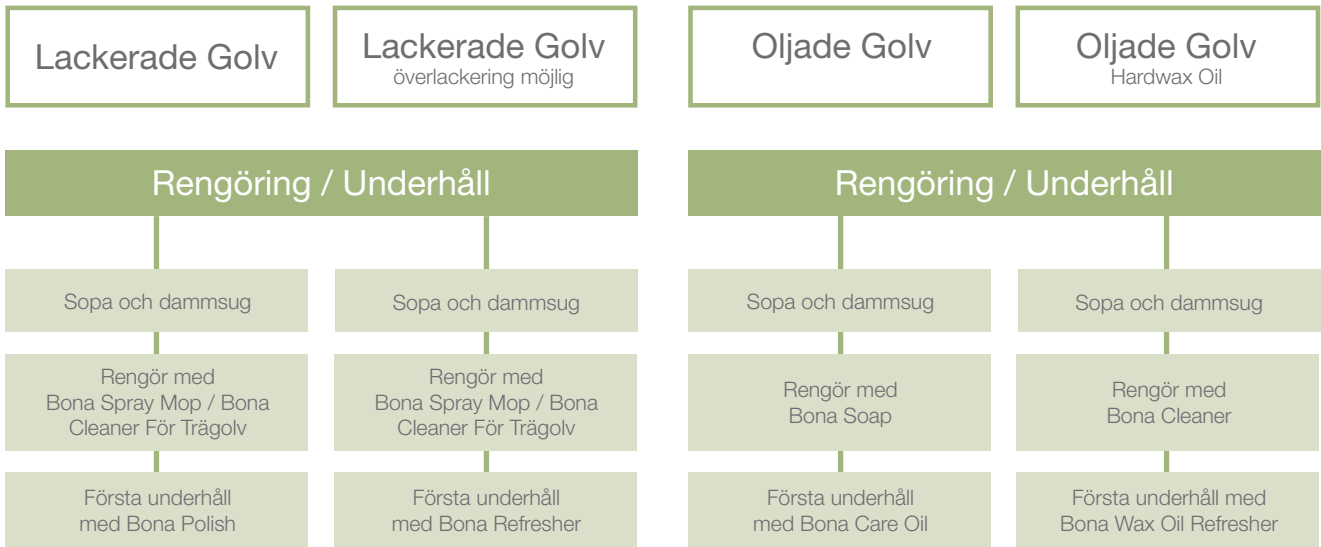 Lackerade Golv
Lackerade Golv
överlackering möjlig
Oljade Golv
Oljade Golv
Hardwax Oil
Rengöring / Underhåll
Rengöring / Underhåll
Sopa och dammsug
Sopa och dammsug
Sopa och dammsug
Sopa och dammsug
Rengör med
Bona Spray Mop / Bona
Cleaner För Trägolv
Rengör med
Bona Spray Mop / Bona
Cleaner För Trägolv
Rengör med
Bona Soap
Rengör med
Bona Cleaner
Första underhåll
med Bona Polish
Första underhåll
med Bona Refresher
Första underhåll
med Bona Care Oil
Första underhåll med
Bona Wax Oil Refresher